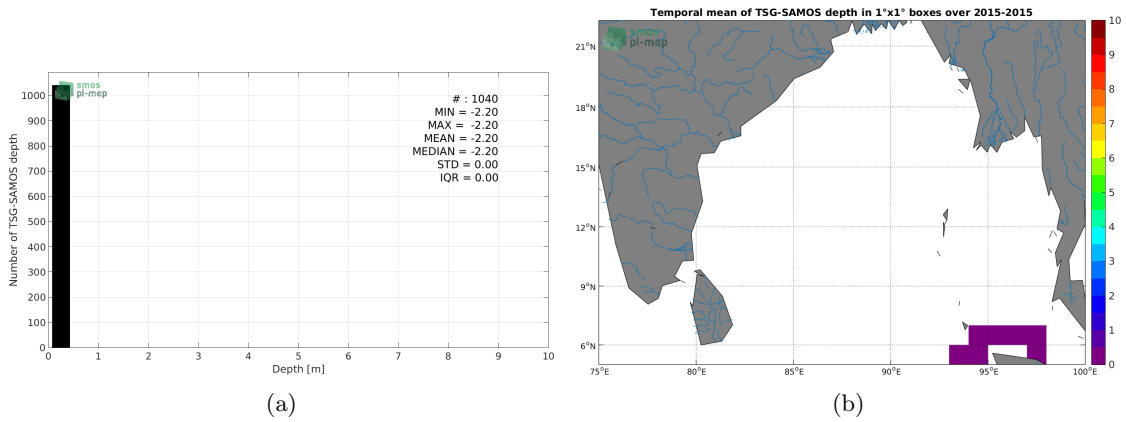 smos
pi-mep
# : 1040
MIN = -2.20
MAX = -2.20
MEAN = -2.20
MEDIAN = -2.20
STD = 0.00
IQR = 0.00
Number of TSG-SAMOS depth
1000
900
800
700
600
500
400
300
200
100
0
0 1 2 3 4 5 6 7 8 9 10
Depth [m]
(a)
Temporal mean of TSG-SAMOS depth in 1°x1° boxes over 2015-2015
smos
pi-mep
21°N
18°N
15°N
12°N
9°N
6°N
75°E 80°E 85°E 90°E 95°E 100°E
10
9
8
7
6
5
4
3
2
1
0
(b)